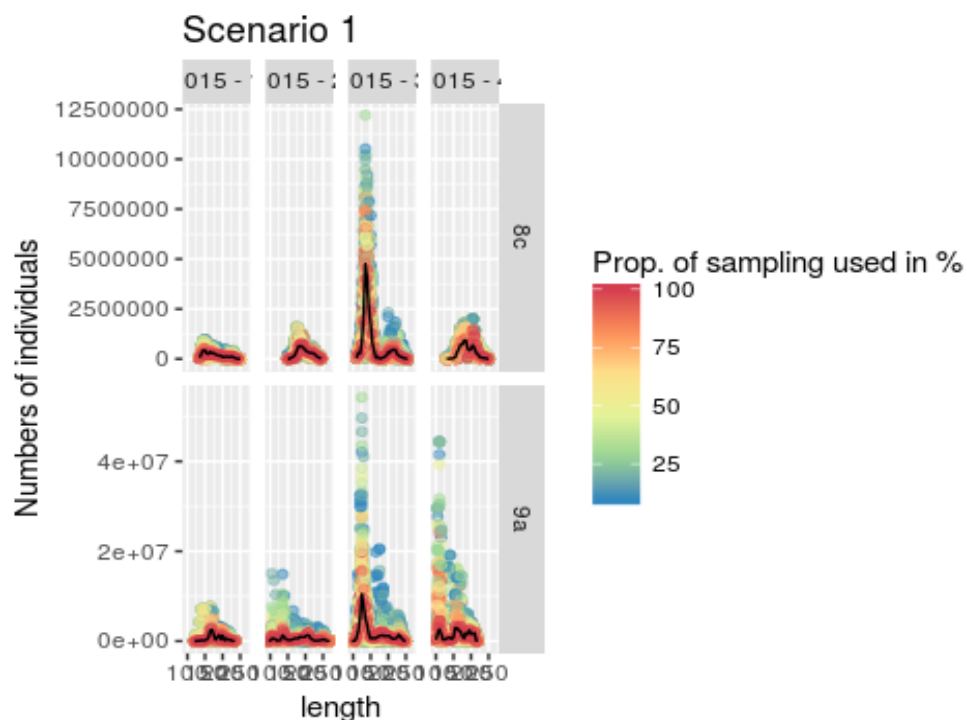 Scenario 1
015 - 015 - 2 015 - 3 015 - 4
12500000
10000000
7500000
5000000
2500000
0
8c
4e+07
2e+07
0e+00
9a
length
Numbers of individuals
Prop. of sampling used in %
100
75
50
25